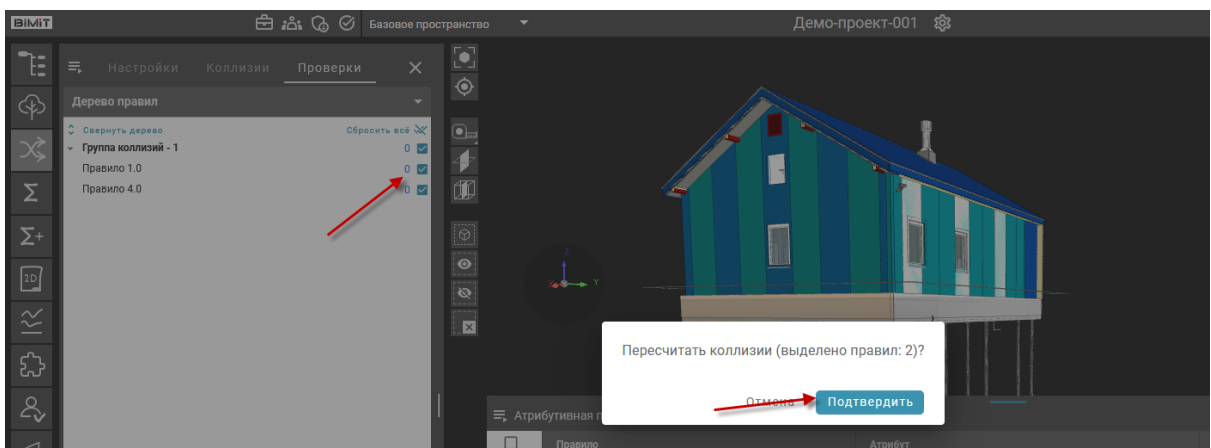 BIMIT
Базовое пространство
Демо-проект-001
Настройки Коллизии Проверки
Дерево правил
Свернуть дерево Сбросить всё
Группа коллизий - 1 0
Правило 1.0 0
Правило 4.0 0
Z
X Y
2D
Пересчитать коллизии (выделено правил: 2)?
Отмена Подтвердить
Атрибутивная п
Правило Атрибут